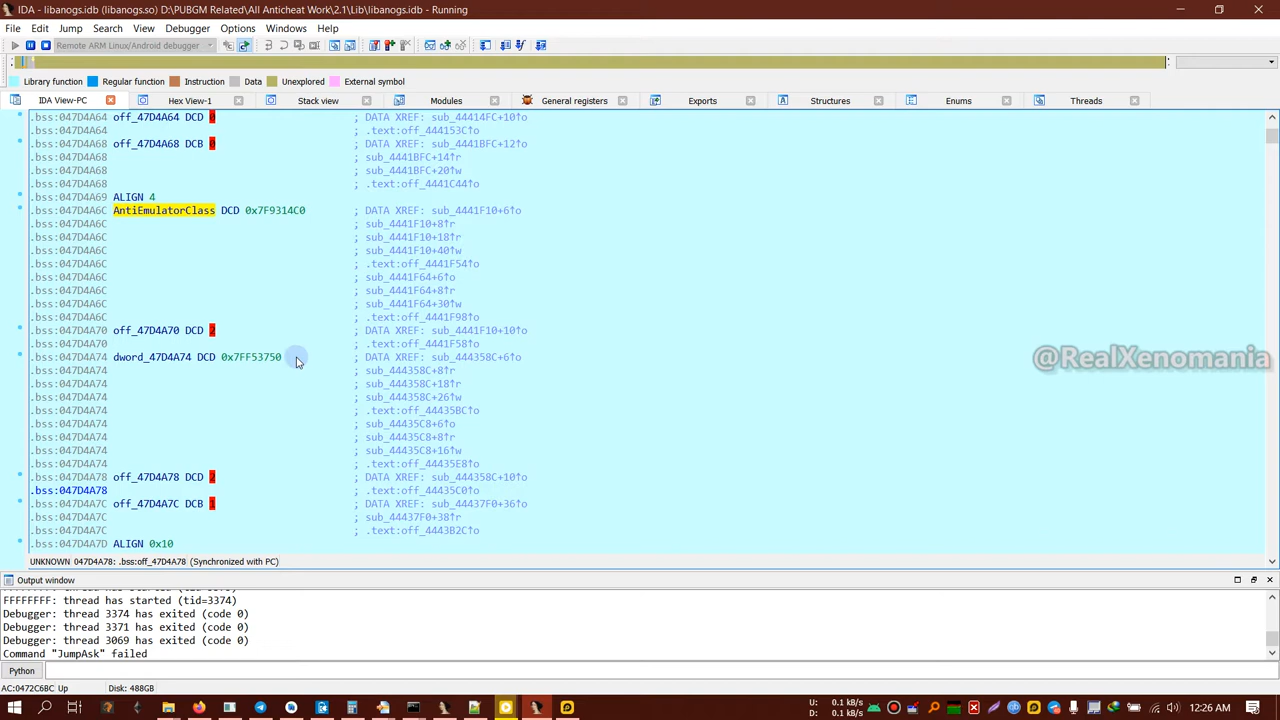 IDA - libanogs.idb (libanogs.so) D:\PUBGM Related\All Anticheat Work\2.1\Lib\libanogs.idb - Running
File Edit Jump Search View Debugger Options Windows Help
Remote ARM Linux/Android debugger
Library function Regular function Instruction Data Unexplored External symbol
IDA View-PC Hex View-1 Stack view Modules General registers Exports Structures Enums Threads
.bss:047D4A64 off_47D4A64 DCD 0 ; DATA XREF: sub_44414FC+10↑o
.bss:047D4A64 ; .text:off_444153C↑o
.bss:047D4A68 off_47D4A68 DCB 0 ; DATA XREF: sub_4441BFC+12↑o
.bss:047D4A68 ; sub_4441BFC+14↑r
.bss:047D4A68 ; sub_4441BFC+20↑w
.bss:047D4A68 ; .text:off_4441C44↑o
.bss:047D4A69 ALIGN 4
.bss:047D4A6C AntiEmulatorClass DCD 0x7F9314C0 ; DATA XREF: sub_4441F10+6↑o
.bss:047D4A6C ; sub_4441F10+8↑r
.bss:047D4A6C ; sub_4441F10+18↑r
.bss:047D4A6C ; sub_4441F10+40↑w
.bss:047D4A6C ; .text:off_4441F54↑o
.bss:047D4A6C ; sub_4441F64+6↑o
.bss:047D4A6C ; sub_4441F64+8↑r
.bss:047D4A6C ; sub_4441F64+30↑w
.bss:047D4A6C ; .text:off_4441F98↑o
.bss:047D4A70 off_47D4A70 DCD 2 ; DATA XREF: sub_4441F10+10↑o
.bss:047D4A70 ; .text:off_4441F58↑o
.bss:047D4A74 dword_47D4A74 DCD 0x7FF53750 ; DATA XREF: sub_444358C+6↑o
.bss:047D4A74 ; sub_444358C+8↑r
.bss:047D4A74 ; sub_444358C+18↑r
.bss:047D4A74 ; sub_444358C+26↑w
.bss:047D4A74 ; .text:off_44435BC↑o
.bss:047D4A74 ; sub_44435C8+6↑o
.bss:047D4A74 ; sub_44435C8+8↑r
.bss:047D4A74 ; sub_44435C8+16↑w
.bss:047D4A74 ; .text:off_44435E8↑o
.bss:047D4A78 off_47D4A78 DCD 2 ; DATA XREF: sub_444358C+10↑o
.bss:047D4A78 ; .text:off_44435C0↑o
.bss:047D4A7C off_47D4A7C DCB 1 ; DATA XREF: sub_44437F0+36↑o
.bss:047D4A7C ; sub_44437F0+38↑r
.bss:047D4A7C ; .text:off_4443B2C↑o
.bss:047D4A7D ALIGN 0x10
@RealXenomania
UNKNOWN 047D4A78: .bss:off_47D4A78 (Synchronized with PC)
Output window
FFFFFFFF: thread has started (tid=3374)
Debugger: thread 3374 has exited (code 0)
Debugger: thread 3371 has exited (code 0)
Debugger: thread 3069 has exited (code 0)
Command "JumpAsk" failed
Python
AC:0472C6BC Up Disk: 488GB
U: 0.1 kB/s
D: 0.1 kB/s
12:26 AM